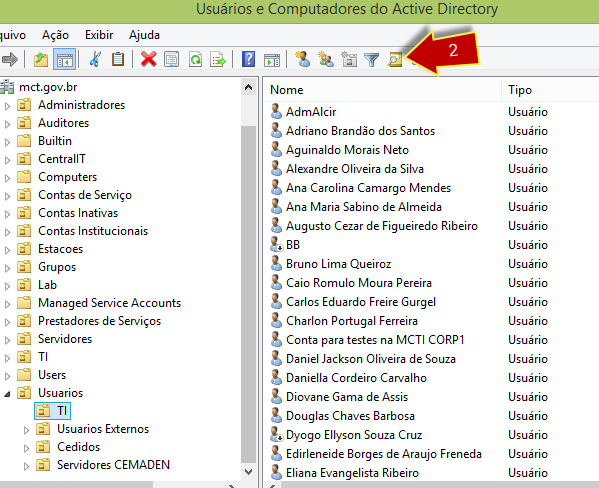 Usuários e Computadores do Active Directory
quivo Ação Exibir Ajuda
2
mct.gov.br
Administradores
Auditores
Builtin
CentralIT
Computers
Contas de Serviço
Contas Inativas
Contas Institucionais
Estacoes
Grupos
Lab
Managed Service Accounts
Prestadores de Serviços
Servidores
TI
Users
Usuarios
TI
Usuarios Externos
Cedidos
Servidores CEMADEN
Nome Tipo
AdmAlcir Usuário
Adriano Brandão dos Santos Usuário
Aguinaldo Morais Neto Usuário
Alexandre Oliveira da Silva Usuário
Ana Carolina Camargo Mendes Usuário
Ana Maria Sabino de Almeida Usuário
Augusto Cezar de Figueiredo Ribeiro Usuário
BB Usuário
Bruno Lima Queiroz Usuário
Caio Romulo Moura Pereira Usuário
Carlos Eduardo Freire Gurgel Usuário
Charlon Portugal Ferreira Usuário
Conta para testes na MCTI CORP1 Usuário
Daniel Jackson Oliveira de Souza Usuário
Daniella Cordeiro Carvalho Usuário
Diovane Gama de Assis Usuário
Douglas Chaves Barbosa Usuário
Dyogo Ellyson Souza Cruz Usuário
Edirleneide Borges de Araujo Freneda Usuário
Eliana Evangelista Ribeiro Usuário